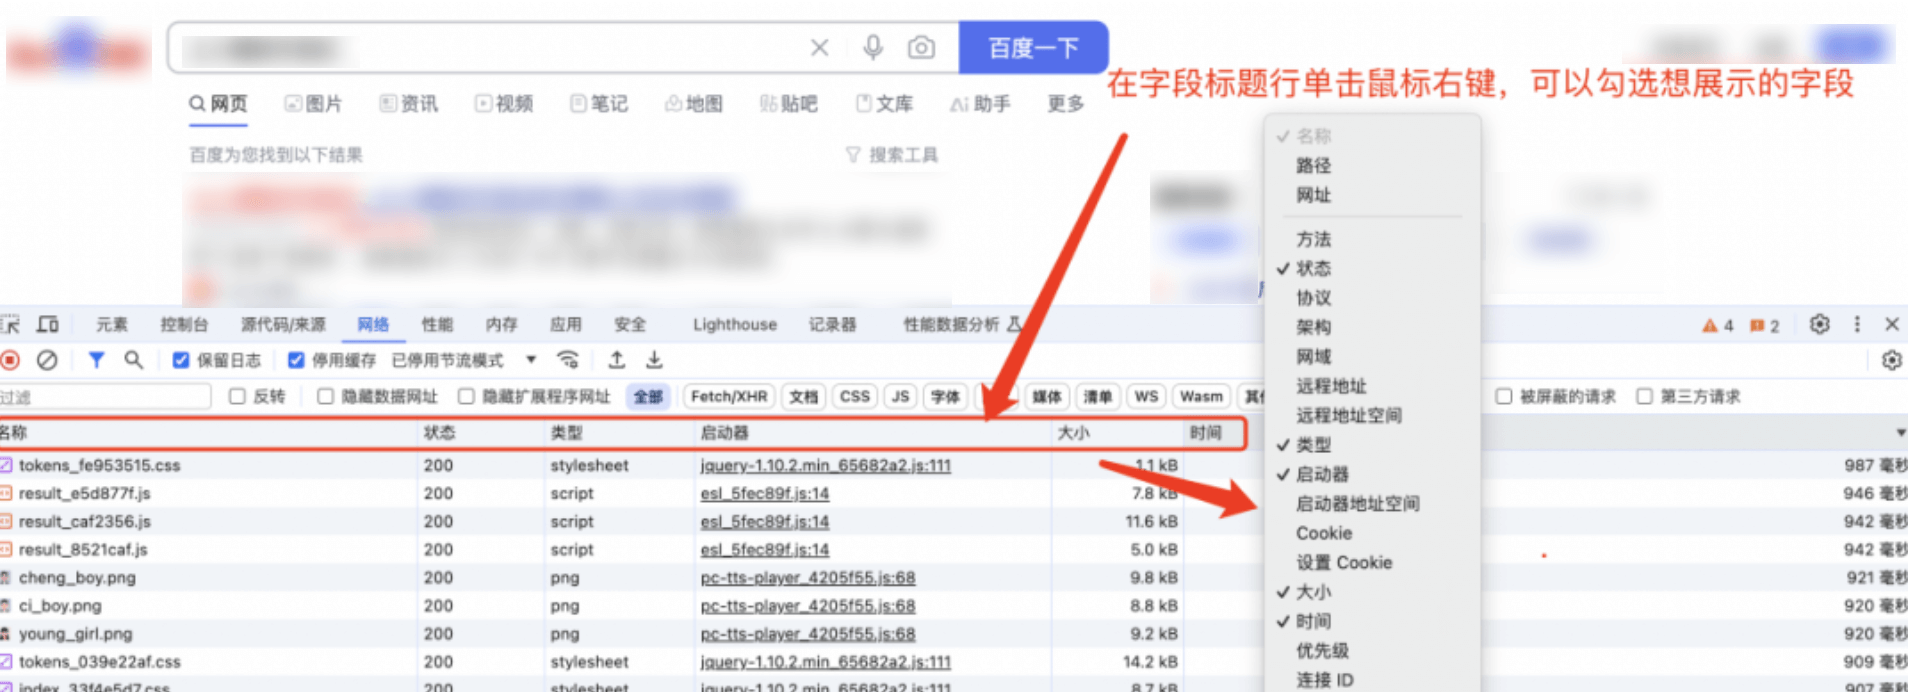 百度一下
在字段标题行单击鼠标右键，可以勾选想展示的字段
网页 图片 资讯 视频 笔记 地图 贴吧 文库 助手 更多
百度为您找到以下结果 搜索工具
名称
路径
网址
方法
状态
协议
架构
网域
远程地址
远程地址空间
类型
启动器
启动器地址空间
Cookie
设置 Cookie
大小
时间
优先级
连接 ID
元素 控制台 源代码/来源 网络 性能 内存 应用 安全 Lighthouse 记录器 性能数据分析 4 2
保留日志 停用缓存 已停用节流模式
过滤 反转 隐藏数据网址 隐藏扩展程序网址 全部 Fetch/XHR 文档 CSS JS 字体 媒体 清单 WS Wasm 其他 被屏蔽的请求 第三方请求
名称 状态 类型 启动器 大小 时间
tokens_fe953515.css 200 stylesheet jquery-1.10.2.min_65682a2.js:111 1.1 kB 987 毫秒
result_e5d877f.js 200 script esl_5fec89f.js:14 7.8 kB 946 毫秒
result_caf2356.js 200 script esl_5fec89f.js:14 11.6 kB 942 毫秒
result_8521caf.js 200 script esl_5fec89f.js:14 5.0 kB 942 毫秒
cheng_boy.png 200 png pc-tts-player_4205f55.js:68 9.8 kB 921 毫秒
ci_boy.png 200 png pc-tts-player_4205f55.js:68 8.8 kB 920 毫秒
young_girl.png 200 png pc-tts-player_4205f55.js:68 9.2 kB 920 毫秒
tokens_039e22af.css 200 stylesheet jquery-1.10.2.min_65682a2.js:111 14.2 kB 909 毫秒
index_33f4e5d7.css 200 stylesheet jquery-1.10.2.min_65682a2.js:111 8.7 kB 907 毫秒